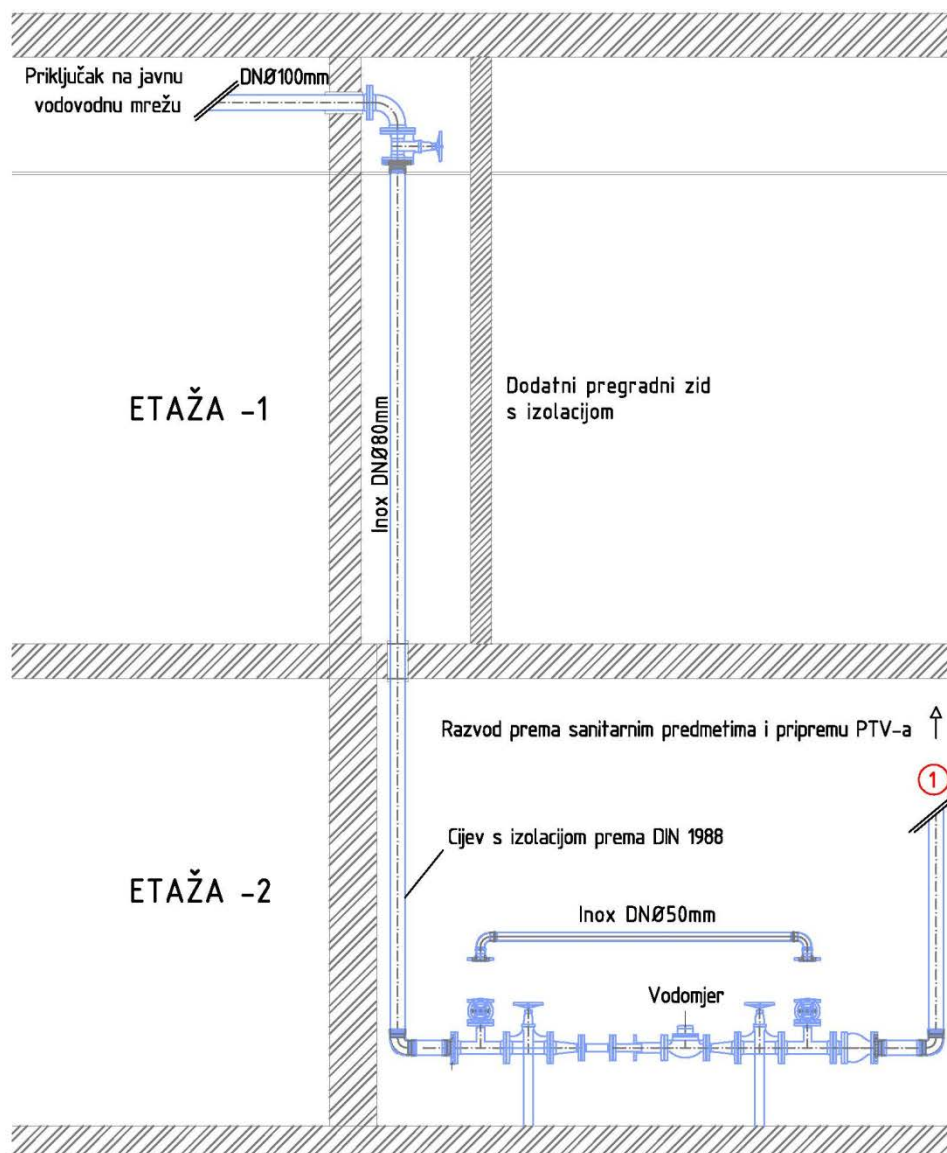 Priključak na javnu
vodovodnu mrežu
DNØ100mm
ETAŽA -1
Inox DNØ80mm
Dodatni pregradni zid
s izolacijom
Razvod prema sanitarnim predmetima i pripremu PTV-a
1
Cijev s izolacijom prema DIN 1988
ETAŽA -2
Inox DNØ50mm
Vodomjer